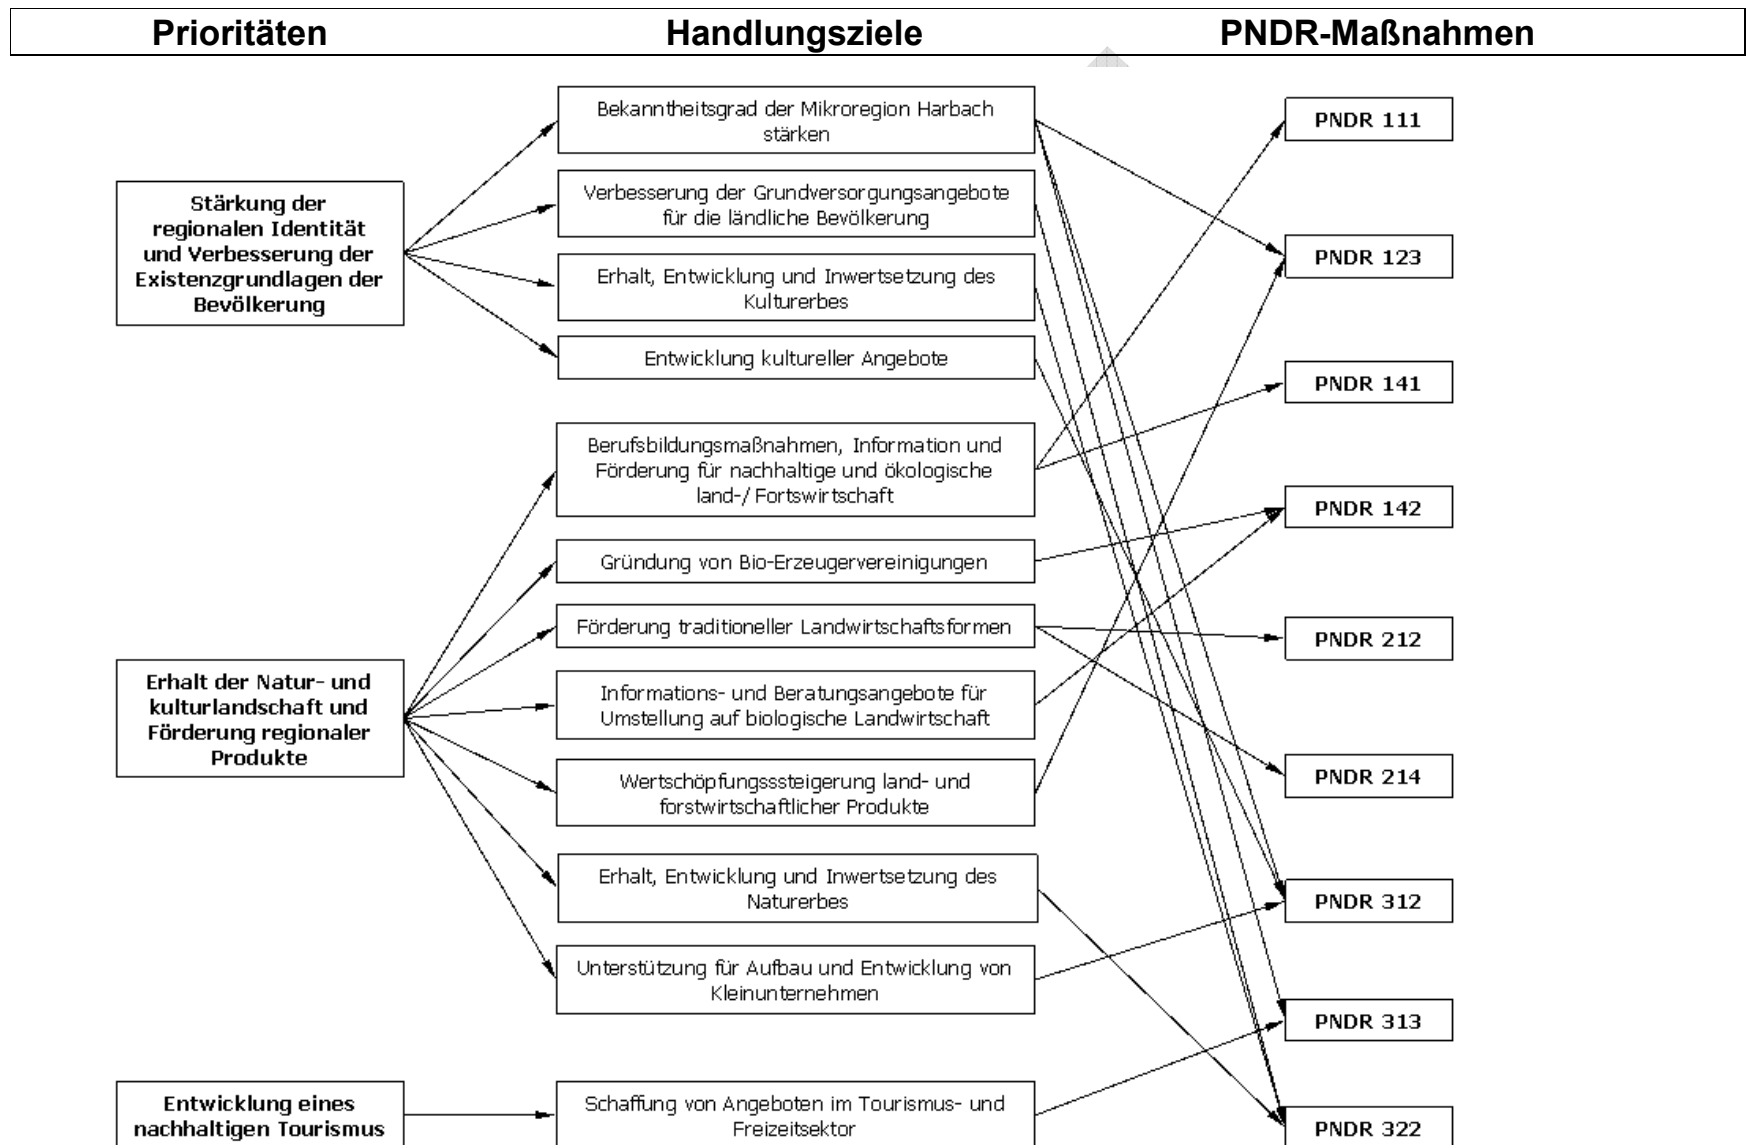 Prioritäten Handlungsziele PNDR-Maßnahmen
Bekanntheitsgrad der Mikroregion Harbach
stärken
Verbesserung der Grundversorgungsangebote
für die ländliche Bevölkerung
Erhalt, Entwicklung und Inwertsetzung des
Kulturerbes
Entwicklung kultureller Angebote
Stärkung der
regionalen Identität
und Verbesserung der
Existenzgrundlagen der
Bevölkerung
Berufsbildungsmaßnahmen, Information und
Förderung für nachhaltige und ökologische
land-/ Fortswirtschaft
Gründung von Bio-Erzeugervereinigungen
Förderung traditioneller Landwirtschaftsformen
Informations- und Beratungsangebote für
Umstellung auf biologische Landwirtschaft
Wertschöpfungsssteigerung land- und
forstwirtschaftlicher Produkte
Erhalt, Entwicklung und Inwertsetzung des
Naturerbes
Unterstützung für Aufbau und Entwicklung von
Kleinunternehmen
Erhalt der Natur- und
kulturlandschaft und
Förderung regionaler
Produkte
Entwicklung eines
nachhaltigen Tourismus
Schaffung von Angeboten im Tourismus- und
Freizeitsektor
PNDR 111
PNDR 123
PNDR 141
PNDR 142
PNDR 212
PNDR 214
PNDR 312
PNDR 313
PNDR 322